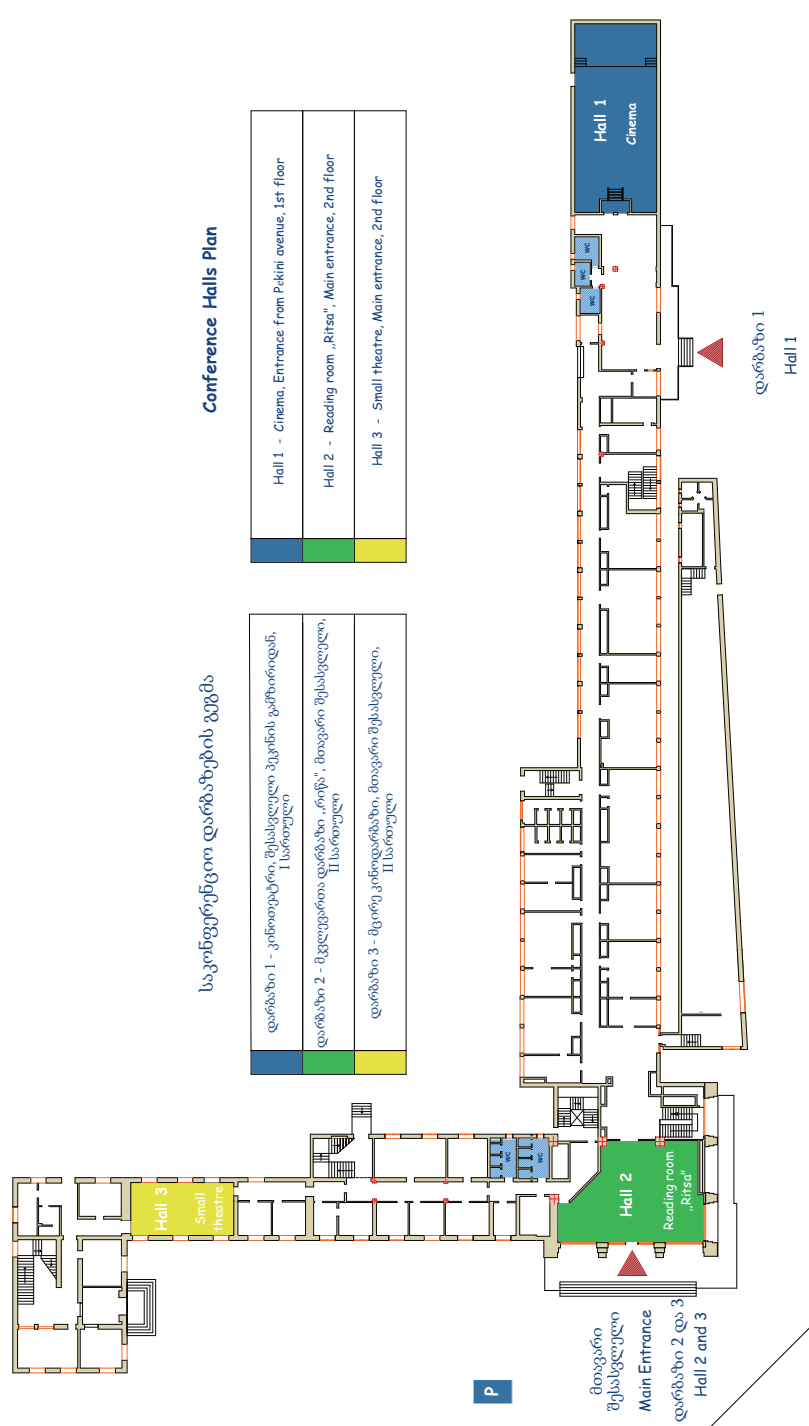 საკონფერენციო დარბაზების გეგმა
დარბაზი 1 - კინოთეატრი, შესასვლელი პეკინის გამზირიდან,
I სართული
დარბაზი 2 - მკვლევართა დარბაზი „რიწა", მთავარი შესასვლელი,
II სართული
დარბაზი 3 - მცირე კინოდარბაზი, მთავარი შესასვლელი,
II სართული
Conference Halls Plan
Hall 1 - Cinema, Entrance from Pekini avenue, 1st floor
Hall 2 - Reading room „Ritsa", Main entrance, 2nd floor
Hall 3 - Small theatre, Main entrance, 2nd floor
Hall 3
Small
theatre
WC
WC
Hall 2
Reading room
„Ritsa"
WC
WC
WC
Hall 1
Cinema
P
მთავარი
შესასვლელი
Main Entrance
დარბაზი 2 და 3
Hall 2 and 3
დარბაზი 1
Hall 1